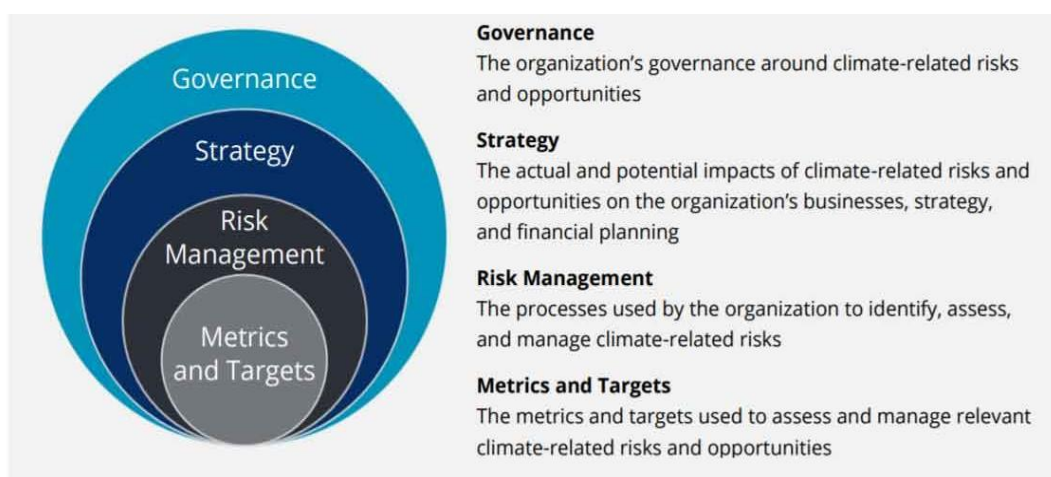 Governance
Strategy
Risk
Management
Metrics
and Targets
Governance
The organization's governance around climate-related risks
and opportunities
Strategy
The actual and potential impacts of climate-related risks and
opportunities on the organization's businesses, strategy,
and financial planning
Risk Management
The processes used by the organization to identify, assess,
and manage climate-related risks
Metrics and Targets
The metrics and targets used to assess and manage relevant
climate-related risks and opportunities